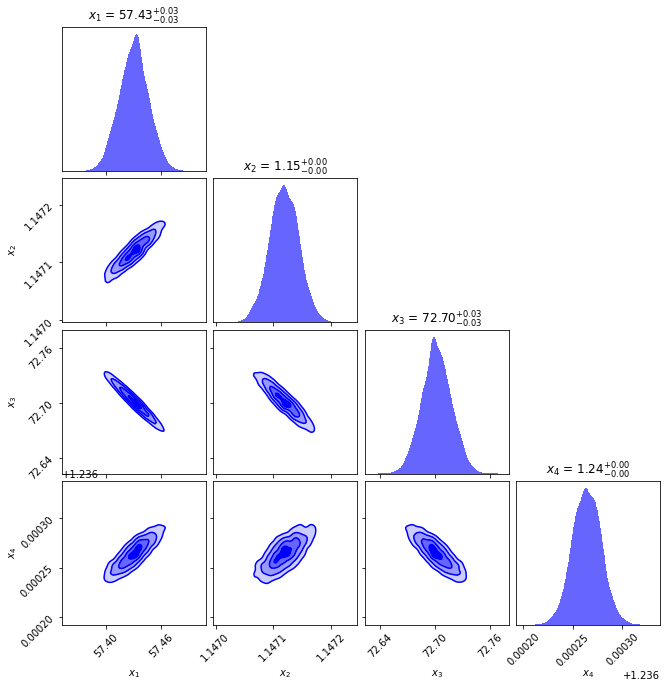 x₁ = 57.43+0.03 −0.03
1.1472
1.1471
1.1470
x₂
x₂ = 1.15+0.00 −0.00
72.76
72.70
72.64
x₃
x₃ = 72.70+0.03 −0.03
+1.236
0.00030
0.00025
0.00020
x₄
x₄ = 1.24+0.00 −0.00
57.40 57.46
x₁
1.1470 1.1471 1.1472
x₂
72.64 72.70 72.76
x₃
0.00020 0.00025 0.00030
x₄
+1.236